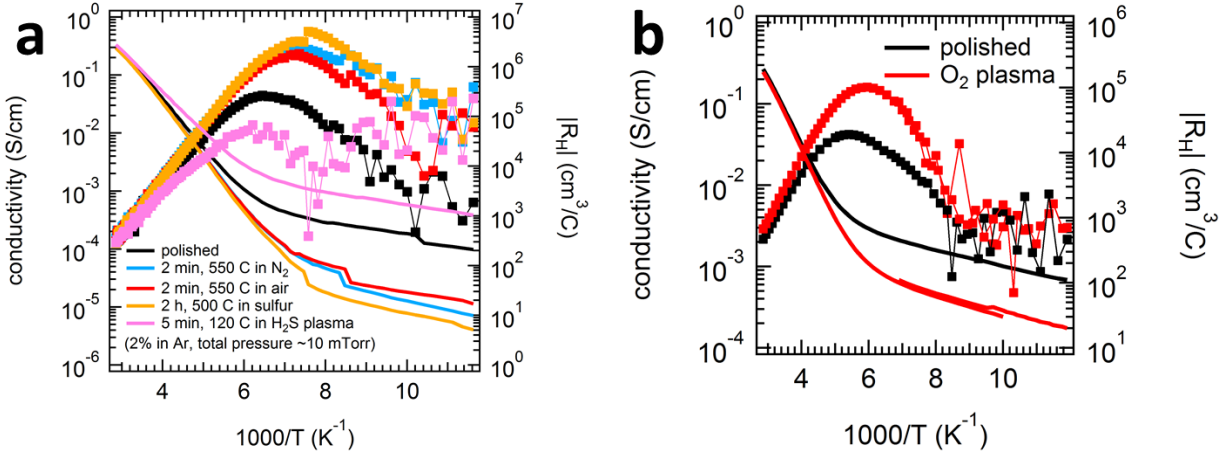 a
conductivity (S/cm)
10^0
10^-1
10^-2
10^-3
10^-4
10^-5
10^-6
10^7
10^6
10^5
10^4
10^3
10^2
10^1
10^0
|R_H| (cm^3/C)
polished
2 min, 550 C in N_2
2 min, 550 C in air
2 h, 500 C in sulfur
5 min, 120 C in H_2S plasma
(2% in Ar, total pressure ~10 mTorr)
4 6 8 10
1000/T (K^-1)
b
conductivity (S/cm)
10^0
10^-1
10^-2
10^-3
10^-4
10^6
10^5
10^4
10^3
10^2
10^1
|R_H| (cm^3/C)
polished
O_2 plasma
4 6 8 10
1000/T (K^-1)